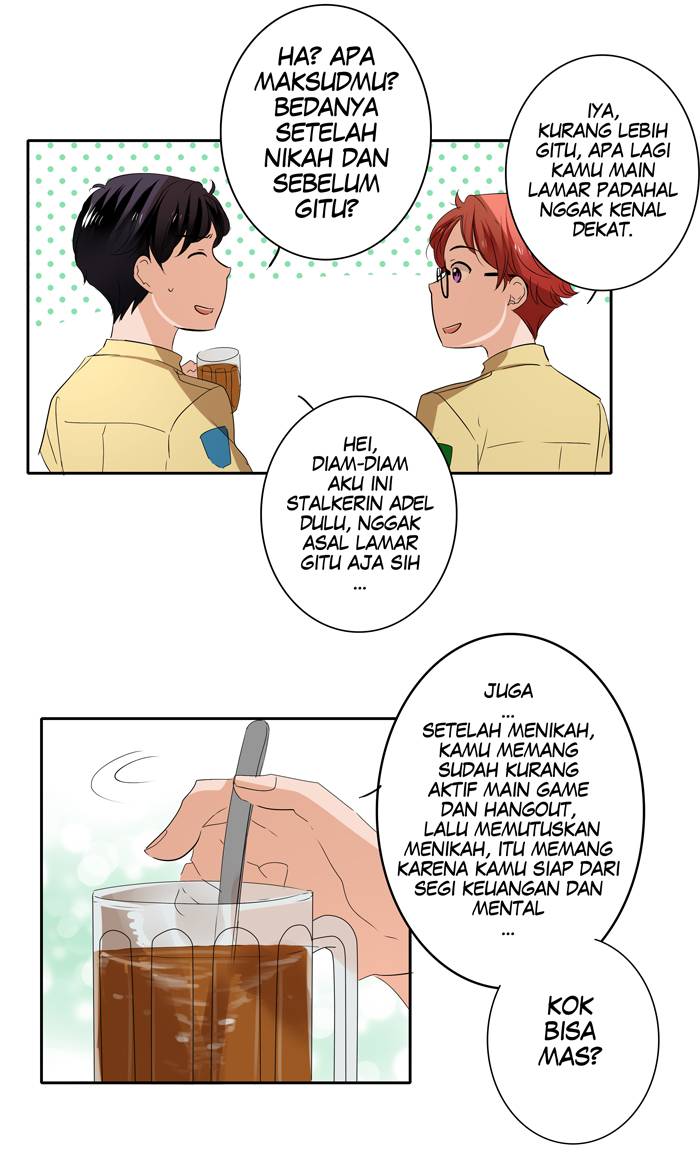 HA? APA
MAKSUDMU?
BEDANYA
SETELAH
NIKAH DAN
SEBELUM
GITU?
IYA,
KURANG LEBIH
GITU, APA LAGI
KAMU MAIN
LAMAR PADAHAL
NGGAK KENAL
DEKAT.
HEI,
DIAM-DIAM
AKU INI
STALKERIN ADEL
DULU, NGGAK
ASAL LAMAR
GITU AJA SIH
...
JUGA
...
SETELAH MENIKAH,
KAMU MEMANG
SUDAH KURANG
AKTIF MAIN GAME
DAN HANGOUT,
LALU MEMUTUSKAN
MENIKAH, ITU MEMANG
KARENA KAMU SIAP DARI
SEGI KEUANGAN DAN
MENTAL
...
KOK
BISA
MAS?